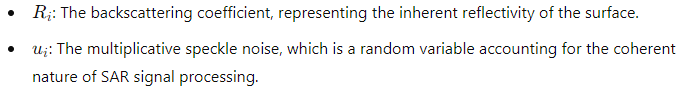 • Rᵢ: The backscattering coefficient, representing the inherent reflectivity of the surface.
• uᵢ: The multiplicative speckle noise, which is a random variable accounting for the coherent
nature of SAR signal processing.